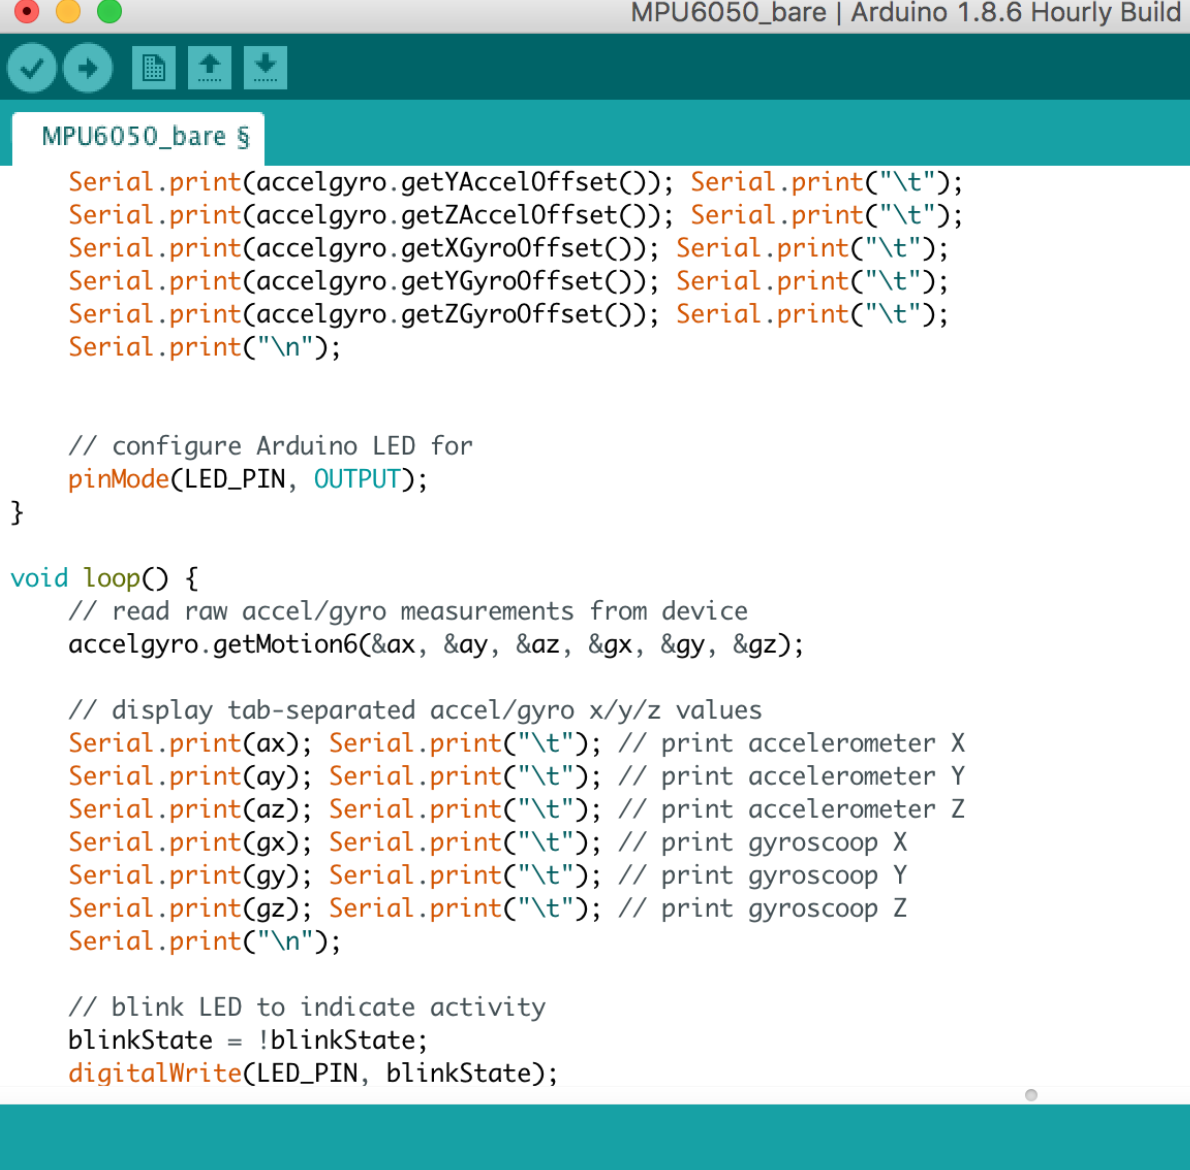 MPU6050_bare | Arduino 1.8.6 Hourly Build
MPU6050_bare §
Serial.print(accelgyro.getYAccelOffset()); Serial.print("\t");
Serial.print(accelgyro.getZAccelOffset()); Serial.print("\t");
Serial.print(accelgyro.getXGyroOffset()); Serial.print("\t");
Serial.print(accelgyro.getYGyroOffset()); Serial.print("\t");
Serial.print(accelgyro.getZGyroOffset()); Serial.print("\t");
Serial.print("\n");
// configure Arduino LED for
pinMode(LED_PIN, OUTPUT);
}
void loop() {
// read raw accel/gyro measurements from device
accelgyro.getMotion6(&ax, &ay, &az, &gx, &gy, &gz);
// display tab-separated accel/gyro x/y/z values
Serial.print(ax); Serial.print("\t"); // print accelerometer X
Serial.print(ay); Serial.print("\t"); // print accelerometer Y
Serial.print(az); Serial.print("\t"); // print accelerometer Z
Serial.print(gx); Serial.print("\t"); // print gyroscoop X
Serial.print(gy); Serial.print("\t"); // print gyroscoop Y
Serial.print(gz); Serial.print("\t"); // print gyroscoop Z
Serial.print("\n");
// blink LED to indicate activity
blinkState = !blinkState;
digitalWrite(LED_PIN, blinkState);